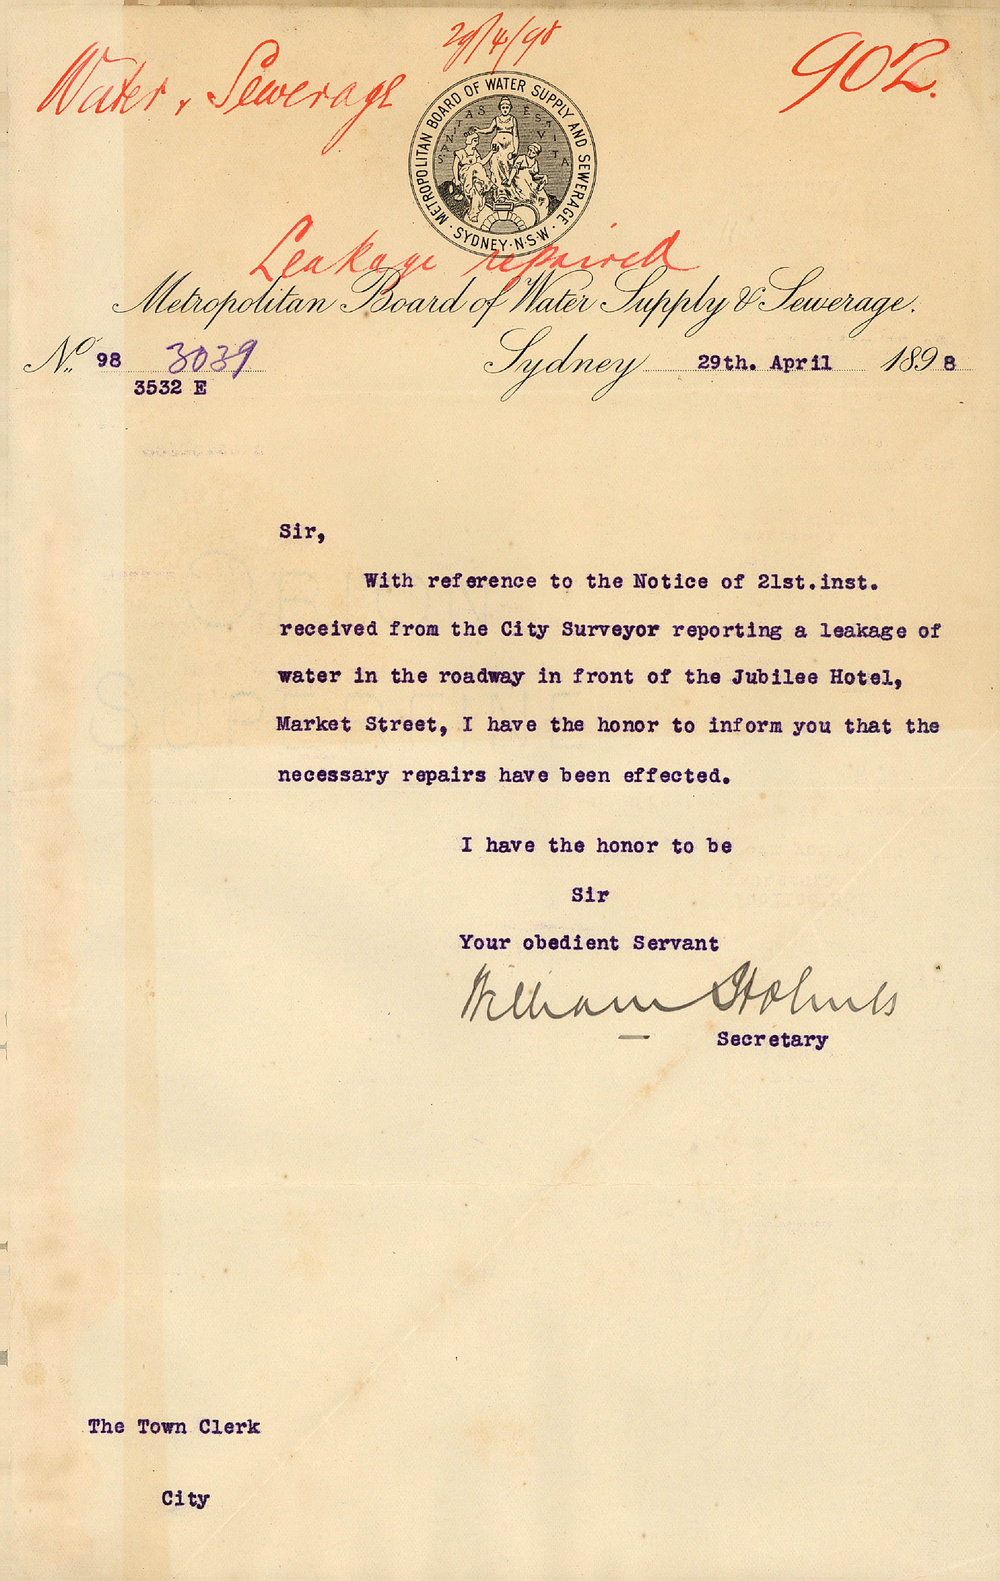 29/4/98
Water & Sewerage
902.
METROPOLITAN BOARD OF WATER SUPPLY AND SEWERAGE.
SANITAS
VITA
· SYDNEY · N·S·W ·
Leakage repaired
Metropolitan Board of Water Supply & Sewerage.
No. 98 3039
3532 E
Sydney 29th. April 1898
Sir,
With reference to the Notice of 21st.inst.
received from the City Surveyor reporting a leakage of
water in the roadway in front of the Jubilee Hotel,
Market Street, I have the honor to inform you that the
necessary repairs have been effected.
I have the honor to be
Sir
Your obedient Servant
William Holmes
Secretary
The Town Clerk
City